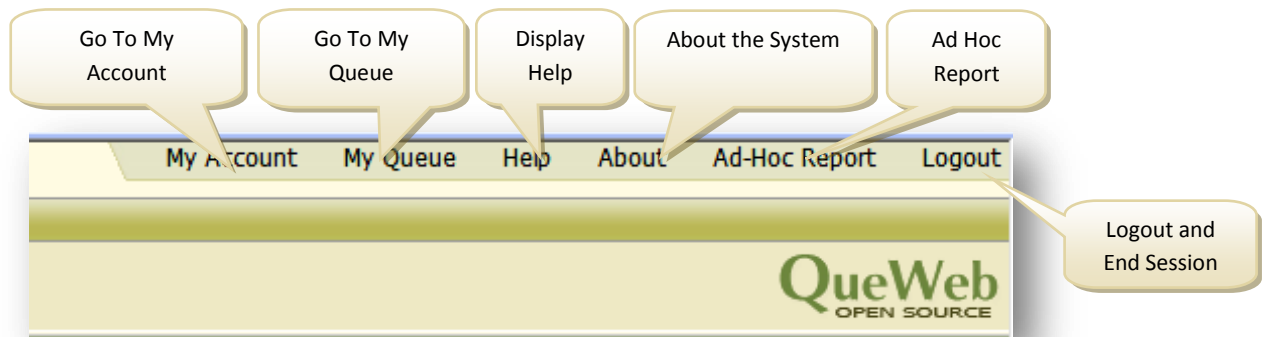 Go To My
Account
Go To My
Queue
Display
Help
About the System
Ad Hoc
Report
My Account My Queue Help About Ad-Hoc Report Logout
Logout and
End Session
QueWeb
OPEN SOURCE